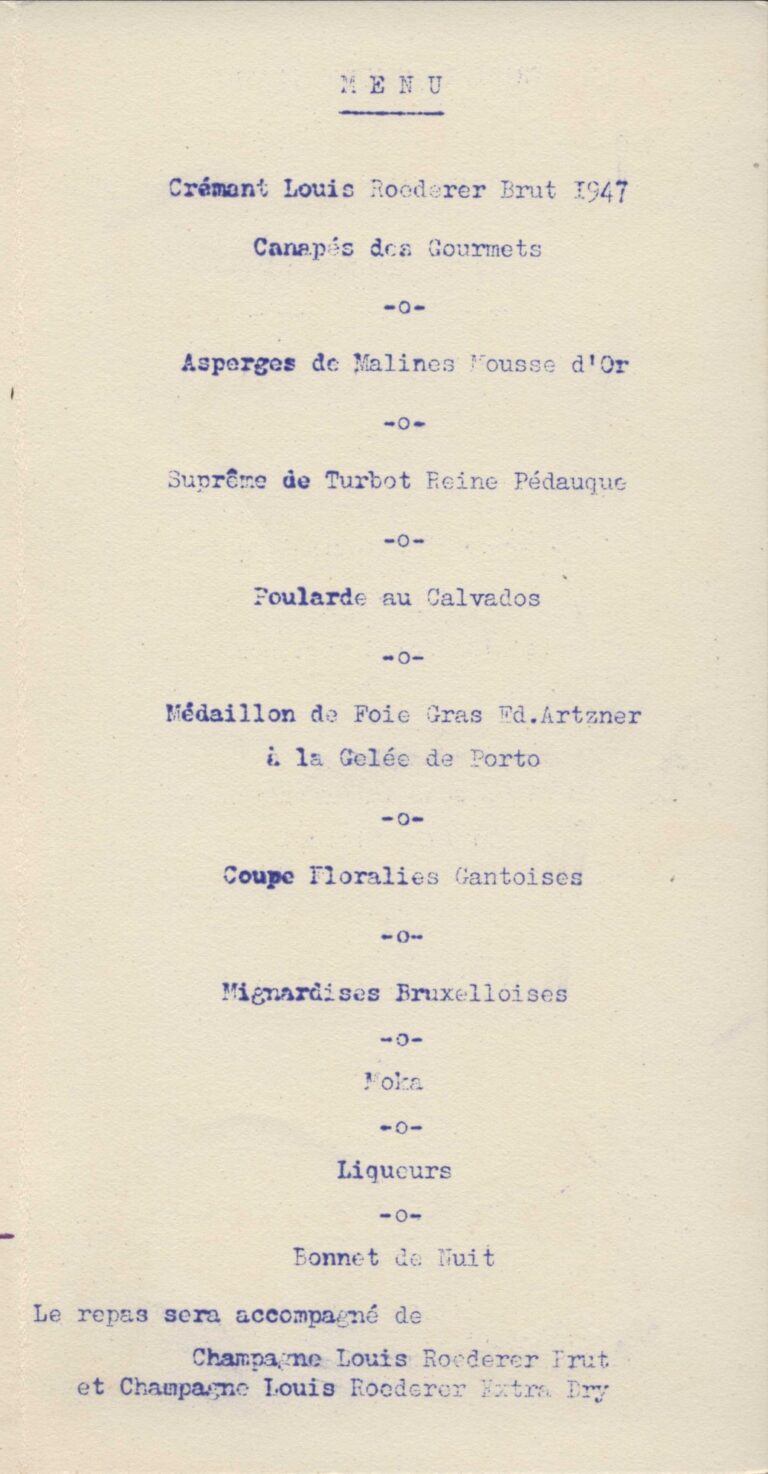 M E N U
Crémant Louis Roederer Brut 1947
Canapés des Gourmets
-o-
Asperges de Malines Mousse d'Or
-o-
Suprême de Turbot Reine Pédauque
-o-
Poularde au Calvados
-o-
Médaillon de Foie Gras Ed.Artzner
à la Gelée de Porto
-o-
Coupe Floralies Gantoises
-o-
Mignardises Bruxelloises
-o-
Moka
-o-
Liqueurs
-o-
Bonnet de Nuit
Le repas sera accompagné de
Champagne Louis Roederer Brut
et Champagne Louis Roederer Extra Dry